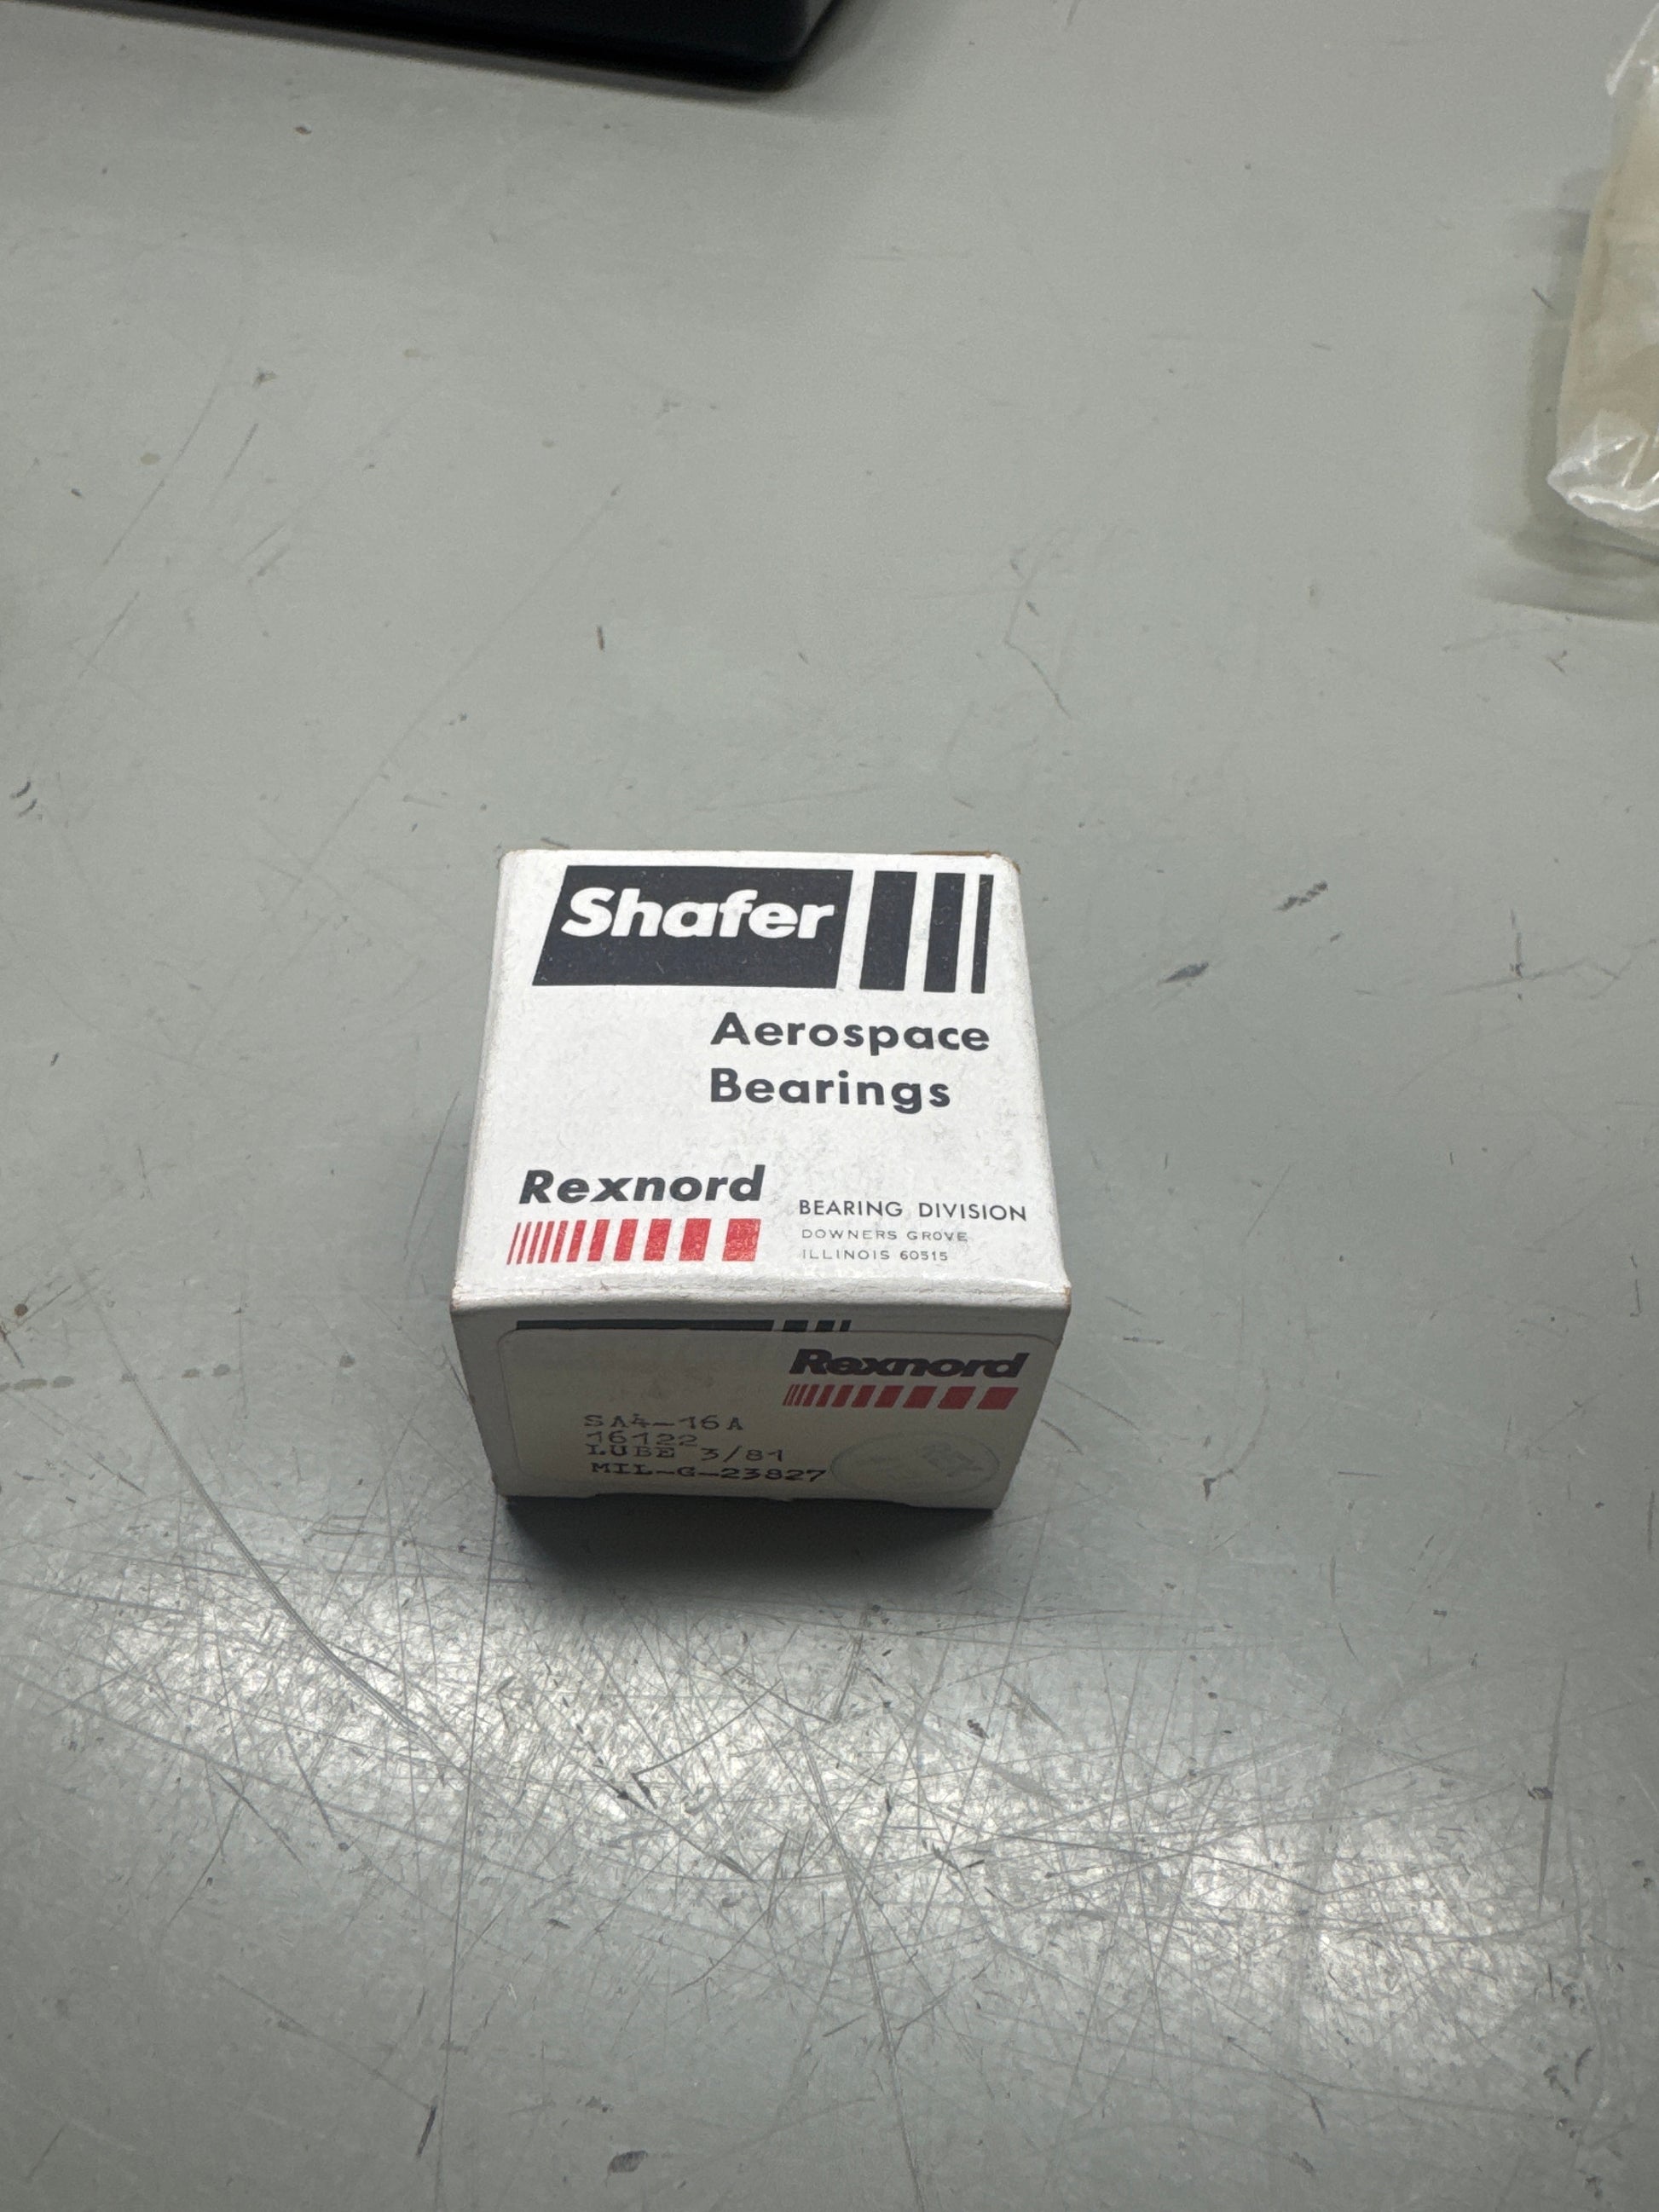 Shafer
Aerospace
Bearings
Rexnord
BEARING DIVISION
DOWNERS GROVE
ILLINOIS 60515
Rexnord
SA4-16A
16122
LUBE 3/81
MIL-G-23827